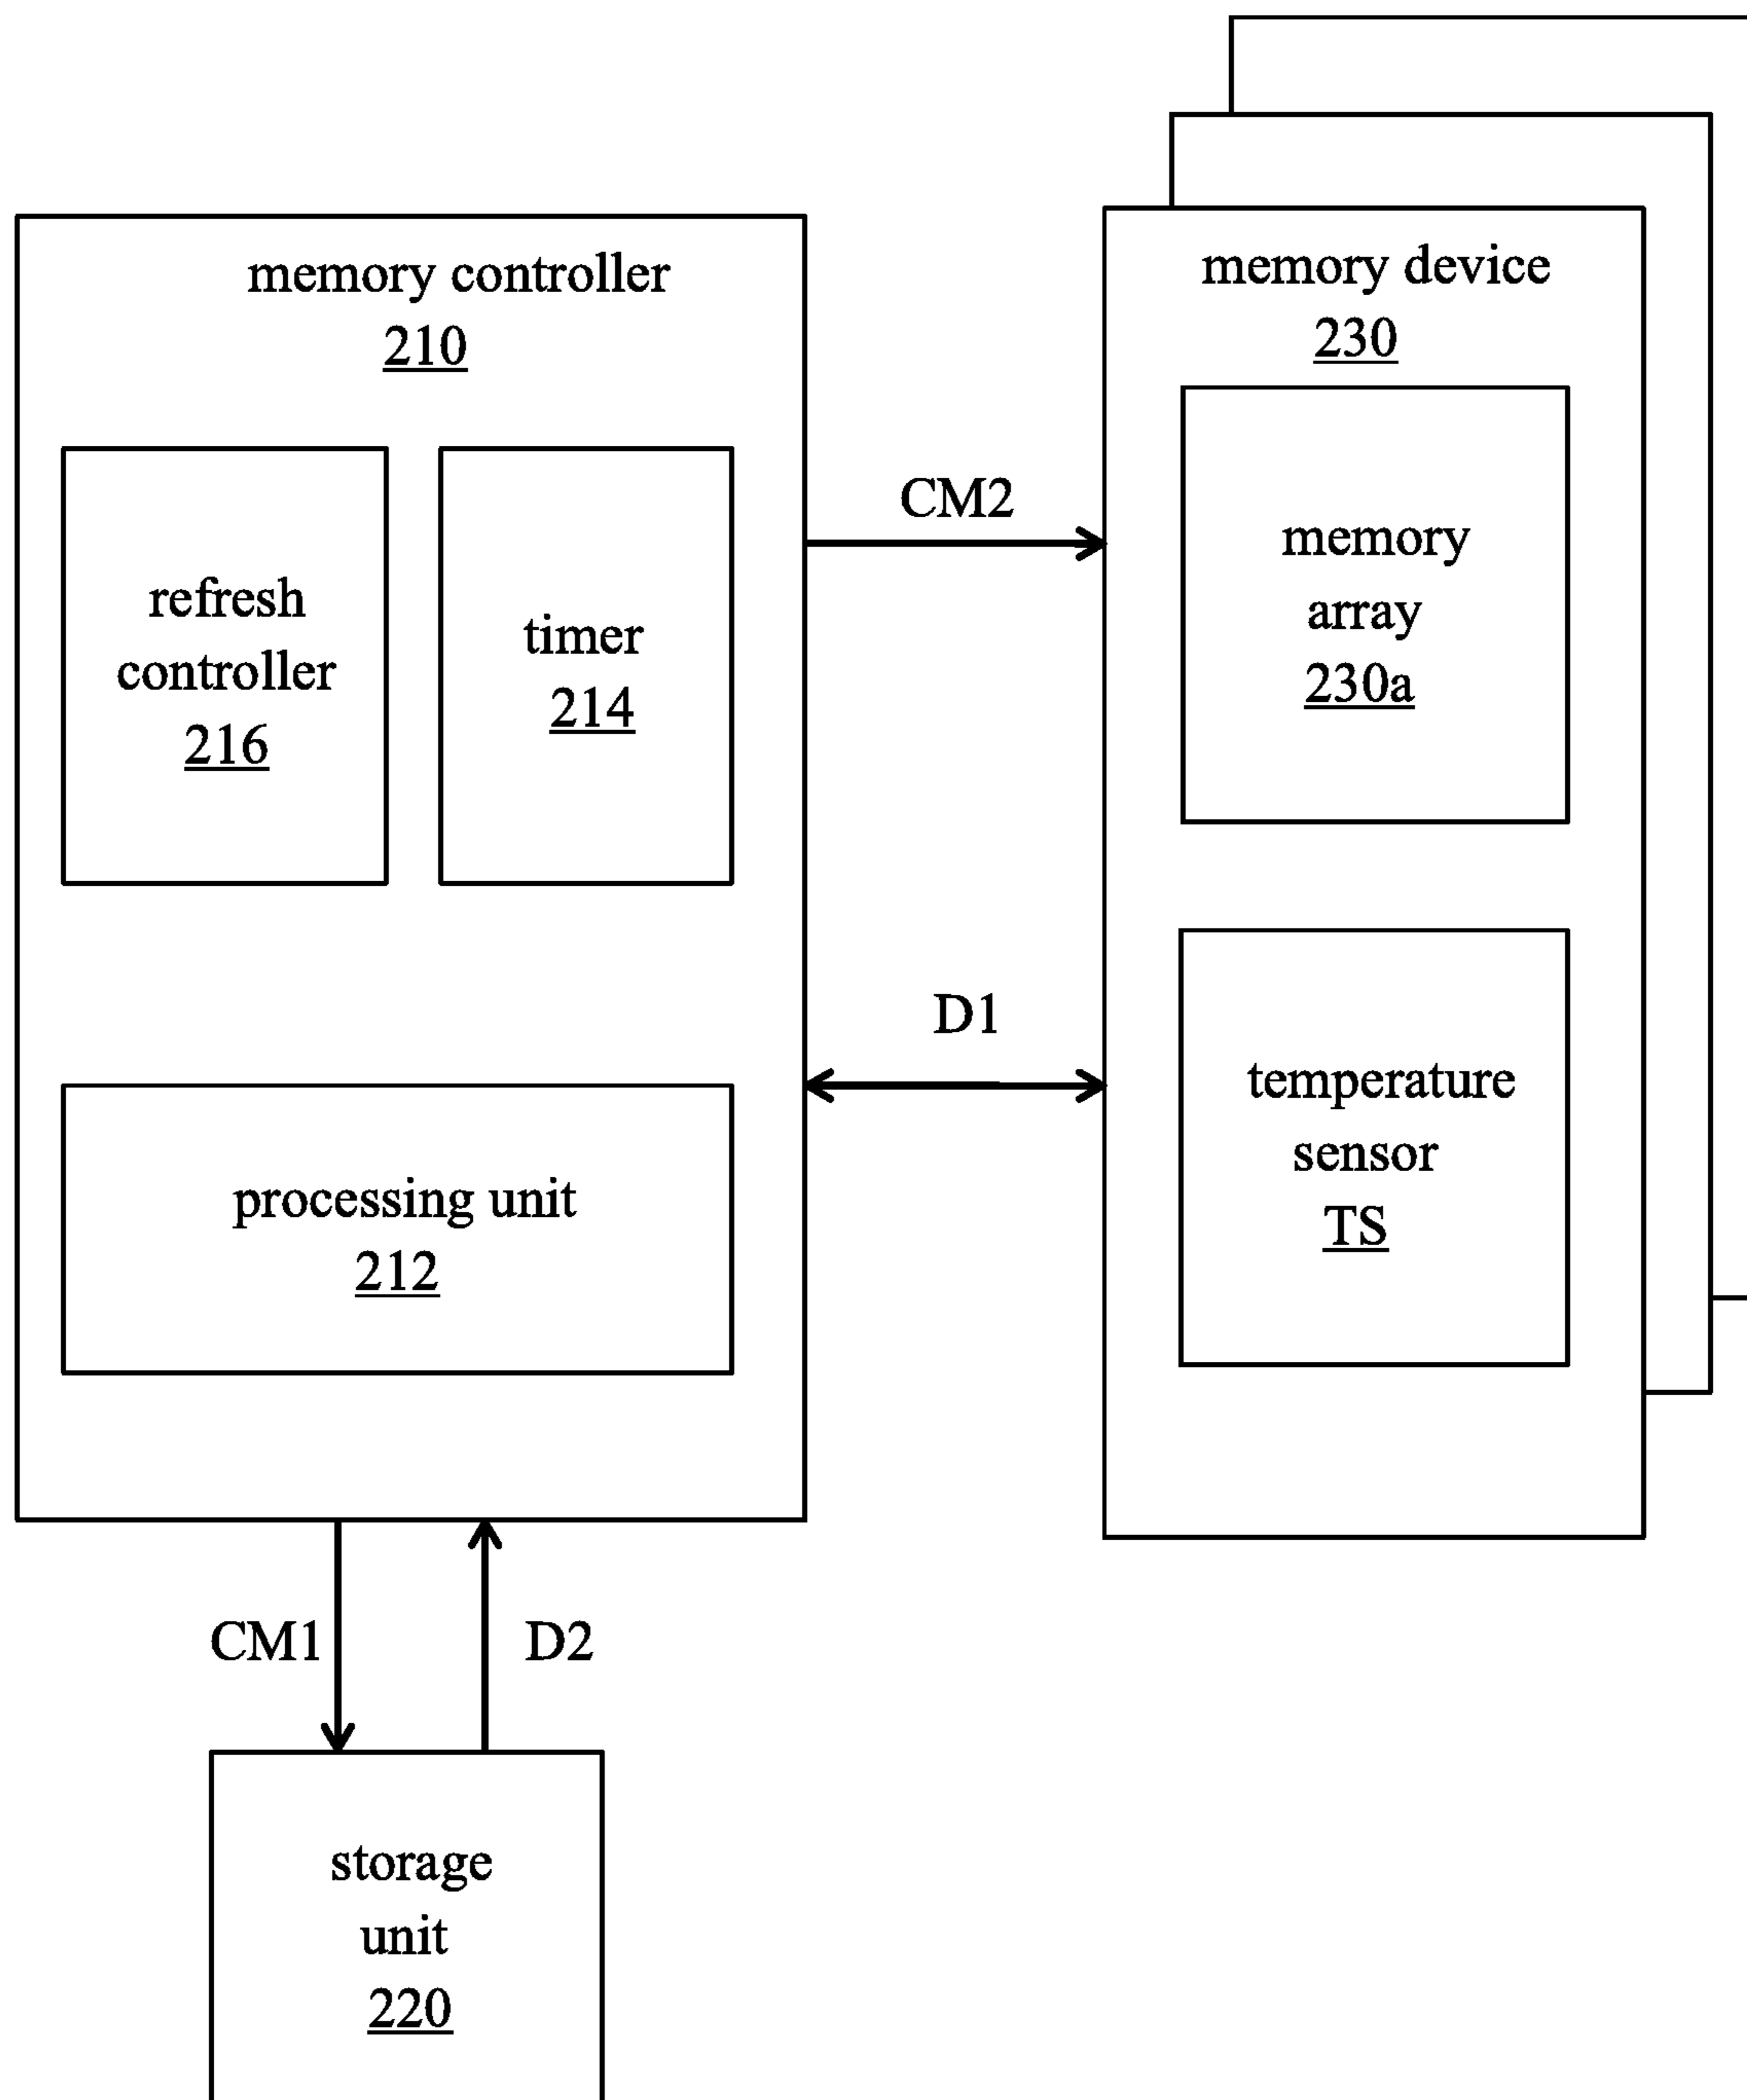 memory controller
210
refresh
controller
216
timer
214
processing unit
212
CM2
D1
memory device
230
memory
array
230a
temperature
sensor
TS
CM1
D2
storage
unit
220